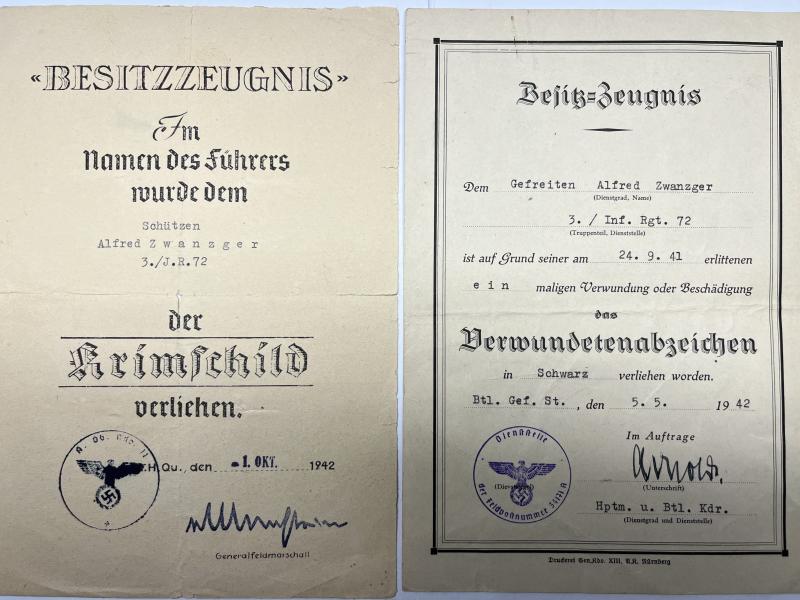 «BESITZZEUGNIS»
Im
Namen des Führers
wurde dem
Schützen
Alfred Zwanzger
3./J.R.72
der
Krimschild
verliehen.
H.Qu., den -1. OKT. 1942
Generalfeldmarschall
Besitz=Zeugnis
Dem Gefreiten Alfred Zwanzger
(Dienstgrad, Name)
3./ Inf. Rgt. 72
(Truppenteil, Dienststelle)
ist auf Grund seiner am 24. 9. 41 erlittenen
ein maligen Verwundung oder Beschädigung
das
Verwundetenabzeichen
in Schwarz verliehen worden.
Btl. Gef. St., den 5. 5. 1942
Im Auftrage
Dienststelle
der Feldpostnummer
Arnold.
(Unterschrift)
Hptm. u. Btl. Kdr.
(Dienstgrad und Dienststelle)
Druckerei Gen.Kdo. XIII, A.K. Nürnberg